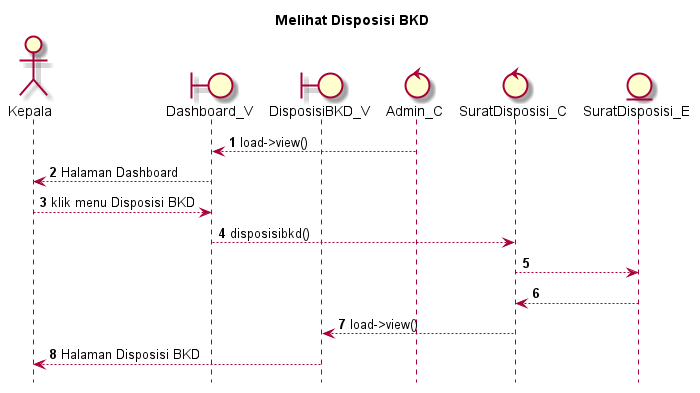 Melihat Disposisi BKD
Kepala
Dashboard_V
DisposisiBKD_V
Admin_C
SuratDisposisi_C
SuratDisposisi_E
1 load->view()
2 Halaman Dashboard
3 klik menu Disposisi BKD
4 disposisibkd()
5
6
7 load->view()
8 Halaman Disposisi BKD